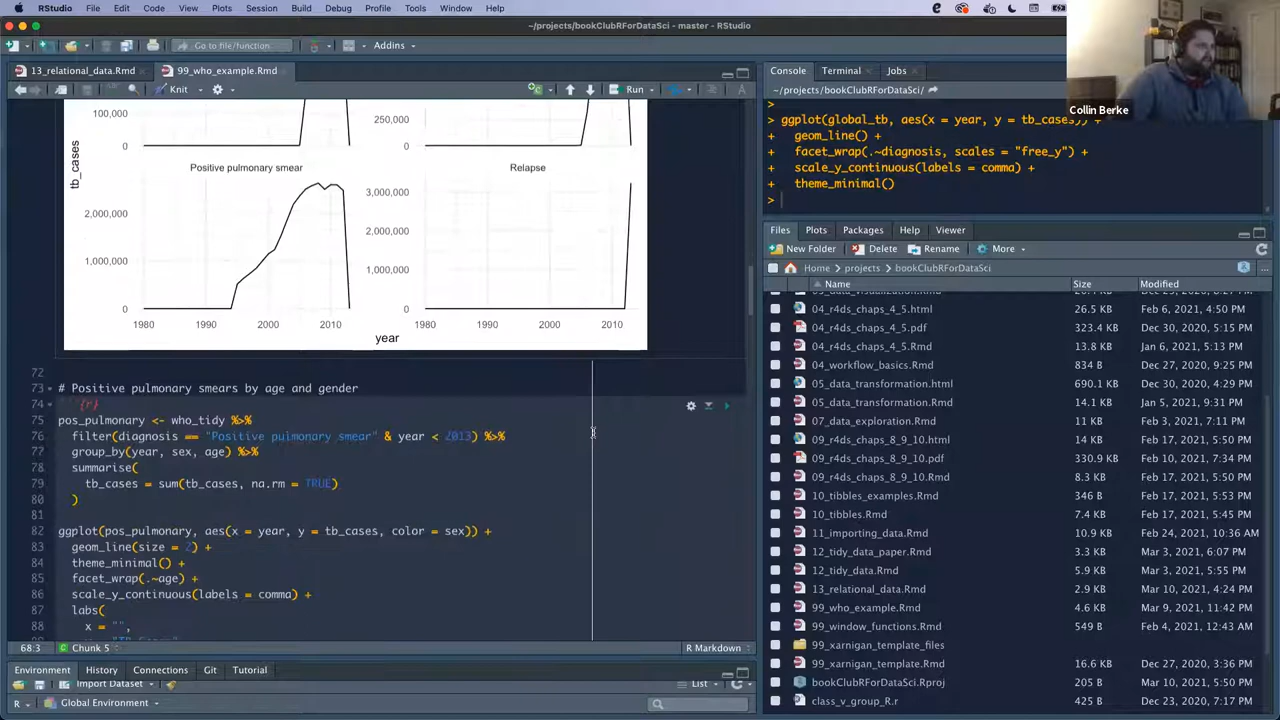 RStudio File Edit Code View Plots Session Build Debug Profile Tools Window Help
~/projects/bookClubRForDataSci - master - RStudio
Go to file/function Addins
13_relational_data.Rmd 99_who_example.Rmd
Knit Run
100,000
0
250,000
0
tb_cases
Positive pulmonary smear Relapse
2,000,000
1,000,000
0
3,000,000
2,000,000
1,000,000
0
1980 1990 2000 2010 1980 1990 2000 2010
year
72
73 # Positive pulmonary smears by age and gender
74 {r}
75 pos_pulmonary <- who_tidy %>%
76 filter(diagnosis == "Positive pulmonary smear" & year < 2013) %>%
77 group_by(year, sex, age) %>%
78 summarise(
79 tb_cases = sum(tb_cases, na.rm = TRUE)
80 )
81
82 ggplot(pos_pulmonary, aes(x = year, y = tb_cases, color = sex)) +
83 geom_line(size = 2) +
84 theme_minimal() +
85 facet_wrap(.~age) +
86 scale_y_continuous(labels = comma) +
87 labs(
88 x = "",
68:3 Chunk 5 R Markdown
Environment History Connections Git Tutorial
Import Dataset List
R Global Environment
Console Terminal Jobs
~/projects/bookClubRForDataSci/
>
> ggplot(global_tb, aes(x = year, y = tb_cases)) +
+ geom_line() +
+ facet_wrap(.~diagnosis, scales = "free_y") +
+ scale_y_continuous(labels = comma) +
+ theme_minimal()
>
Collin Berke
Files Plots Packages Help Viewer
New Folder Delete Rename More
Home projects bookClubRForDataSci
Name Size Modified
04_r4ds_chaps_4_5.html 26.5 KB Feb 6, 2021, 4:50 PM
04_r4ds_chaps_4_5.pdf 323.4 KB Dec 30, 2020, 5:15 PM
04_r4ds_chaps_4_5.Rmd 13.8 KB Jan 6, 2021, 5:13 PM
04_workflow_basics.Rmd 834 B Dec 27, 2020, 9:25 PM
05_data_transformation.html 690.1 KB Dec 30, 2020, 4:29 PM
05_data_transformation.Rmd 14.1 KB Jan 5, 2021, 9:31 PM
07_data_exploration.Rmd 11 KB Jan 13, 2021, 5:11 PM
09_r4ds_chaps_8_9_10.html 14 KB Feb 17, 2021, 5:50 PM
09_r4ds_chaps_8_9_10.pdf 330.9 KB Feb 10, 2021, 7:34 PM
09_r4ds_chaps_8_9_10.Rmd 8.3 KB Feb 17, 2021, 5:50 PM
10_tibbles_examples.Rmd 346 B Feb 17, 2021, 5:53 PM
10_tibbles.Rmd 7.4 KB Feb 17, 2021, 5:45 PM
11_importing_data.Rmd 10.9 KB Feb 24, 2021, 10:36 AM
12_tidy_data_paper.Rmd 3.3 KB Mar 3, 2021, 6:07 PM
12_tidy_data.Rmd 5.9 KB Mar 3, 2021, 5:55 PM
13_relational_data.Rmd 2.9 KB Mar 10, 2021, 4:24 PM
99_who_example.Rmd 4.6 KB Mar 9, 2021, 11:42 PM
99_window_functions.Rmd 549 B Feb 4, 2021, 12:43 AM
99_xarnigan_template_files
99_xarnigan_template.Rmd 16.6 KB Dec 27, 2020, 3:36 PM
bookClubRForDataSci.Rproj 205 B Mar 10, 2021, 5:50 PM
class_v_group_R.r 425 B Dec 23, 2020, 7:17 PM